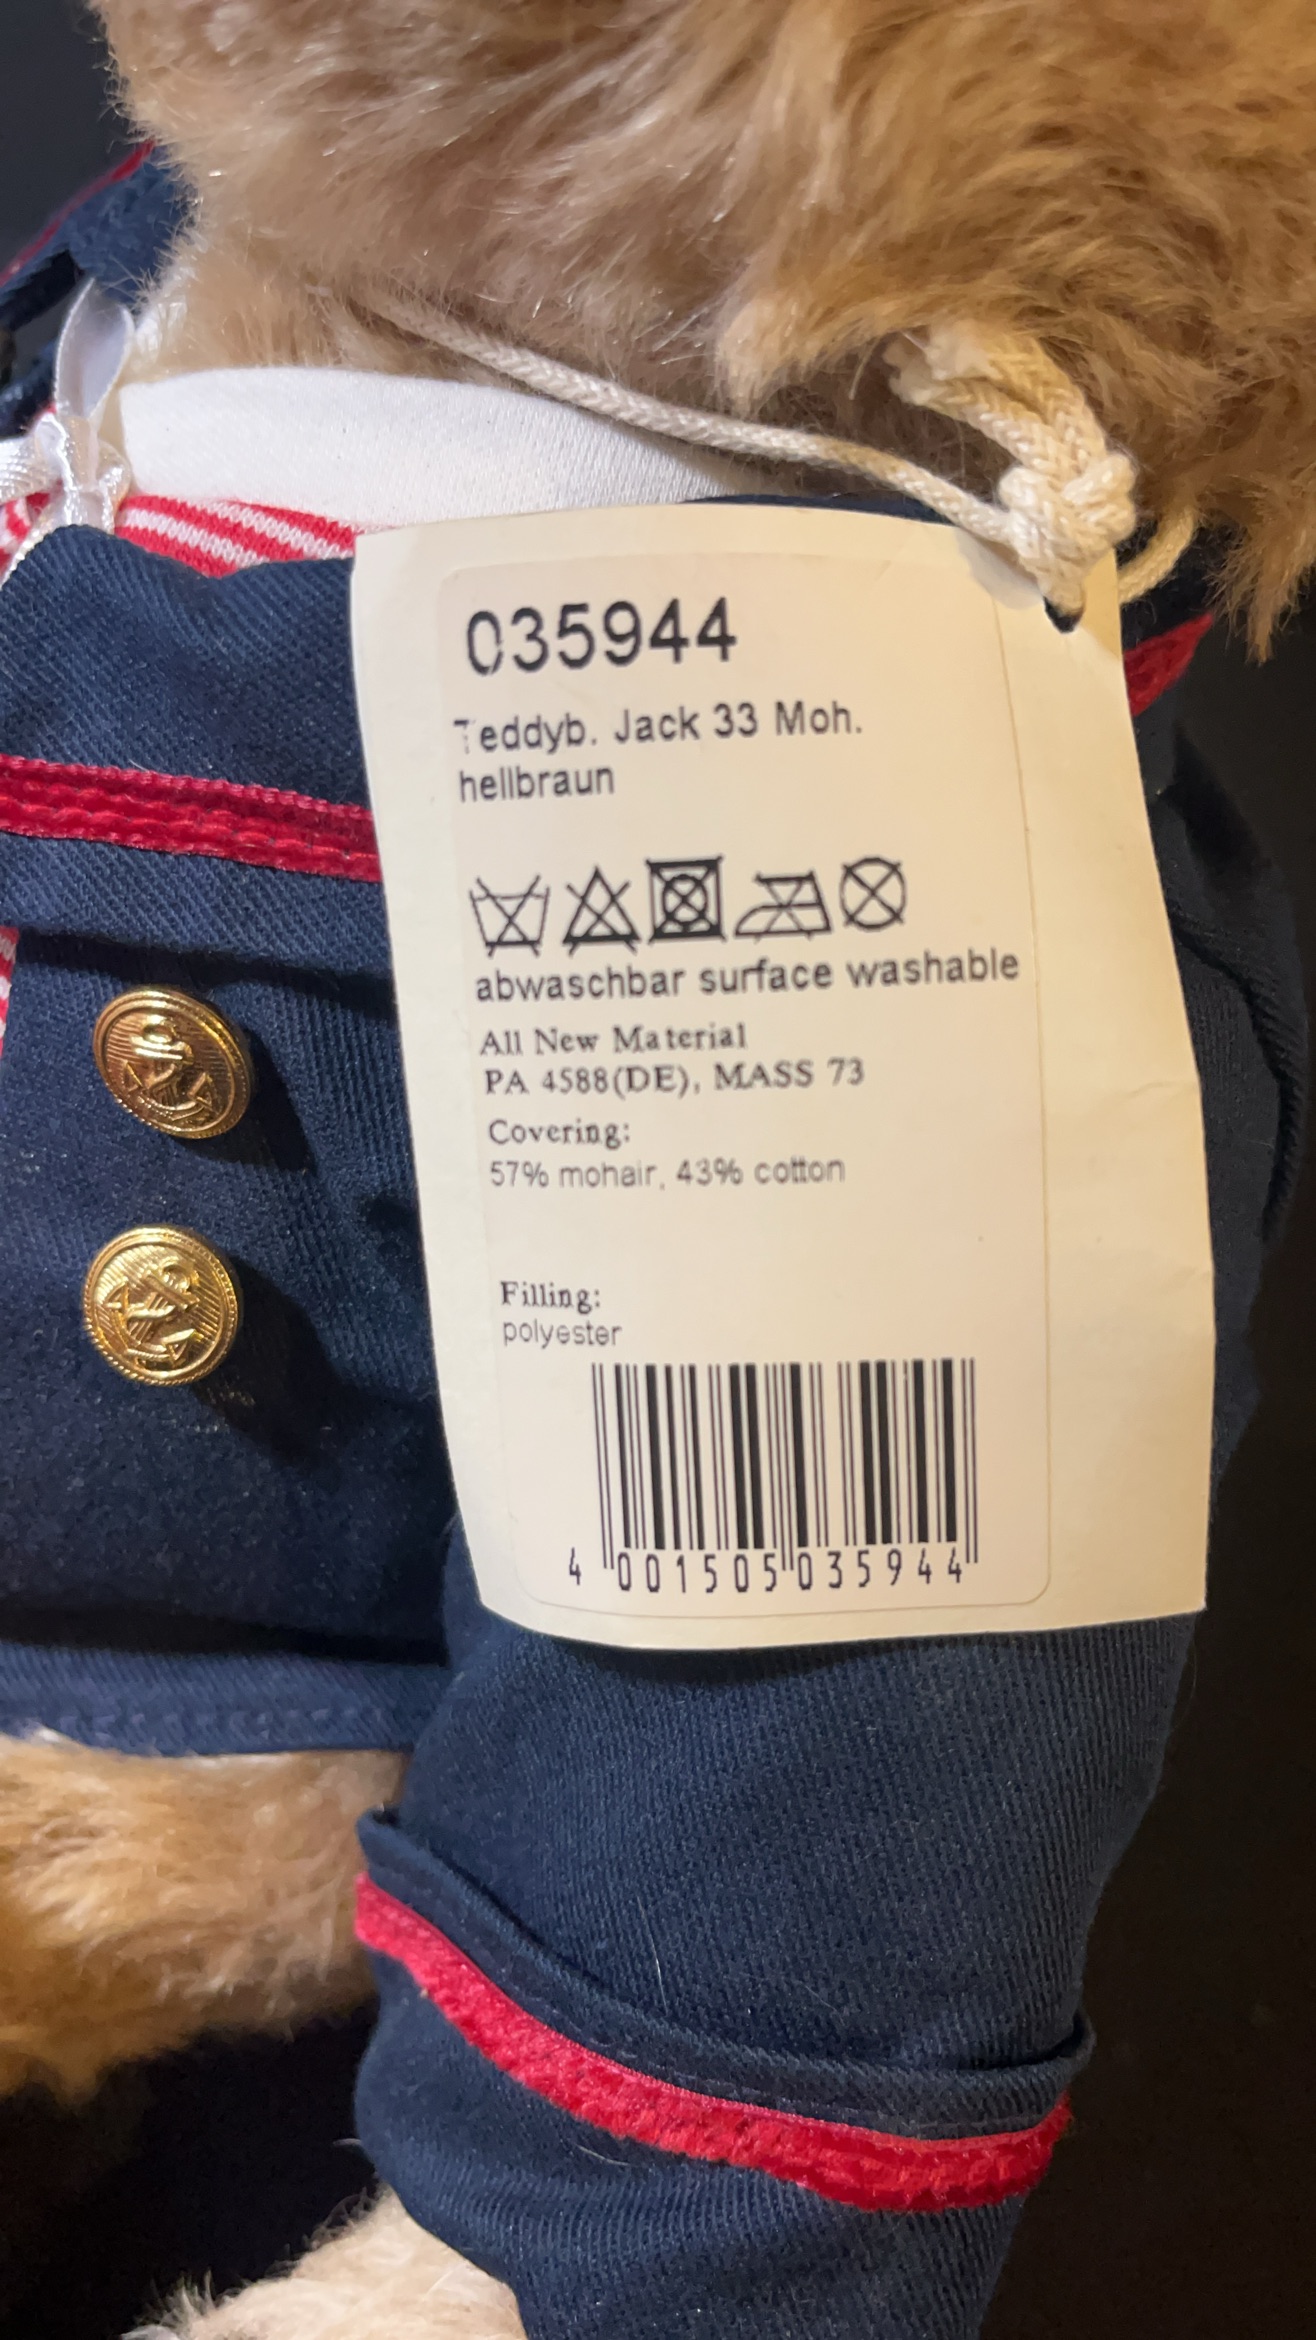 035944
Teddyb. Jack 33 Moh.
hellbraun
abwaschbar surface washable
All New Material
PA 4588(DE), MASS 73
Covering:
57% mohair, 43% cotton
Filling:
polyester
4 001505 035944